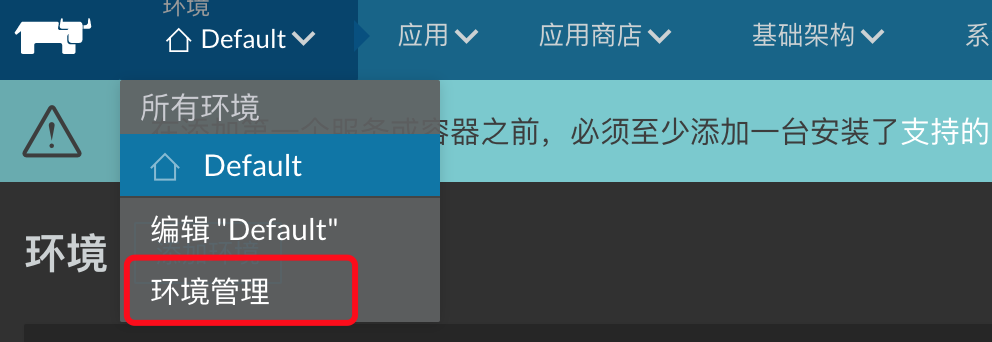 环境
Default
应用
应用商店
基础架构
系
所有环境
容器之前，必须至少添加一台安装了支持的
Default
编辑 "Default"
环境
环境管理